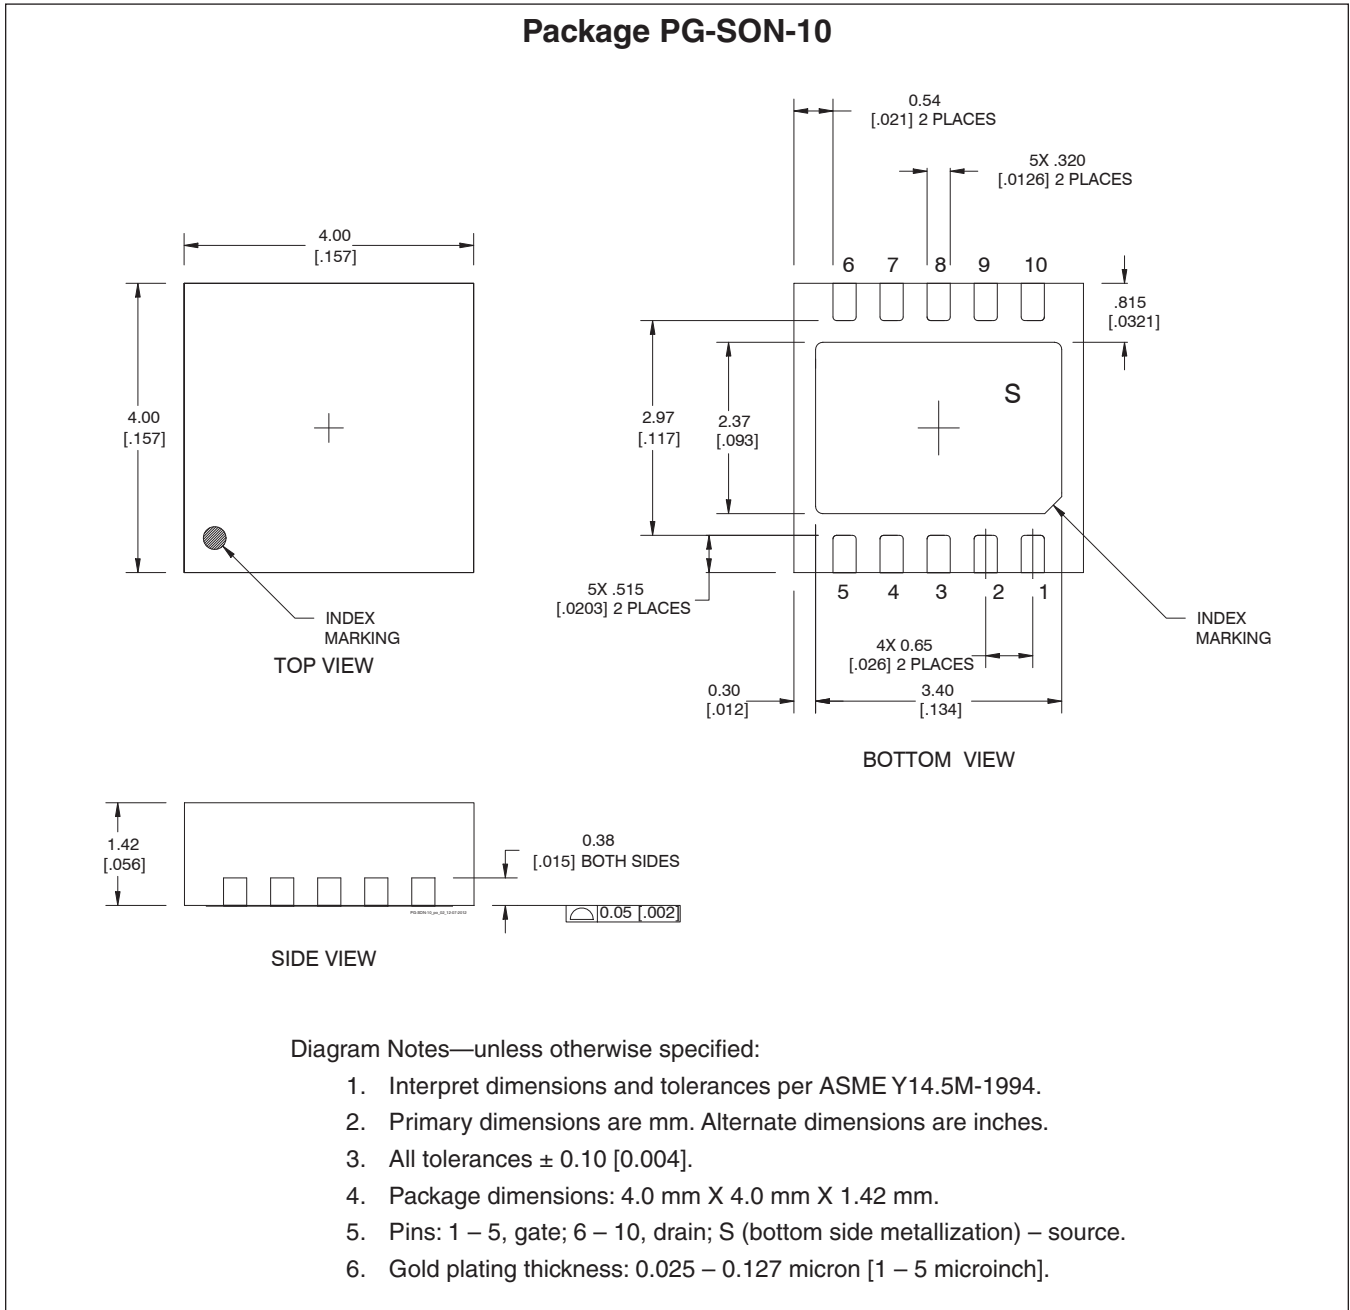 Package PG-SON-10
0.54
[.021] 2 PLACES
5X .320
[.0126] 2 PLACES
4.00
[.157]
6 7 8 9 10
.815
[.0321]
S
4.00
[.157]
2.97
[.117]
2.37
[.093]
5X .515
[.0203] 2 PLACES
5 4 3 2 1
INDEX
MARKING
TOP VIEW
INDEX
MARKING
4X 0.65
[.026] 2 PLACES
0.30
[.012]
3.40
[.134]
BOTTOM VIEW
1.42
[.056]
0.38
[.015] BOTH SIDES
0.05 [.002]
SIDE VIEW
Diagram Notes—unless otherwise specified:
1. Interpret dimensions and tolerances per ASME Y14.5M-1994.
2. Primary dimensions are mm. Alternate dimensions are inches.
3. All tolerances ± 0.10 [0.004].
4. Package dimensions: 4.0 mm X 4.0 mm X 1.42 mm.
5. Pins: 1 – 5, gate; 6 – 10, drain; S (bottom side metallization) – source.
6. Gold plating thickness: 0.025 – 0.127 micron [1 – 5 microinch].